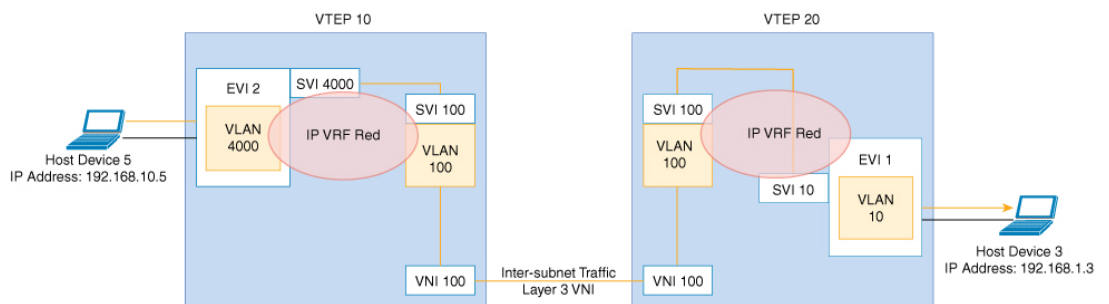 VTEP 10
VTEP 20
EVI 2
SVI 4000
SVI 100
VLAN
4000
IP VRF Red
VLAN
100
VNI 100
Host Device 5
IP Address: 192.168.10.5
Inter-subnet Traffic
Layer 3 VNI
SVI 100
VLAN
100
IP VRF Red
EVI 1
SVI 10
VLAN
10
VNI 100
Host Device 3
IP Address: 192.168.1.3